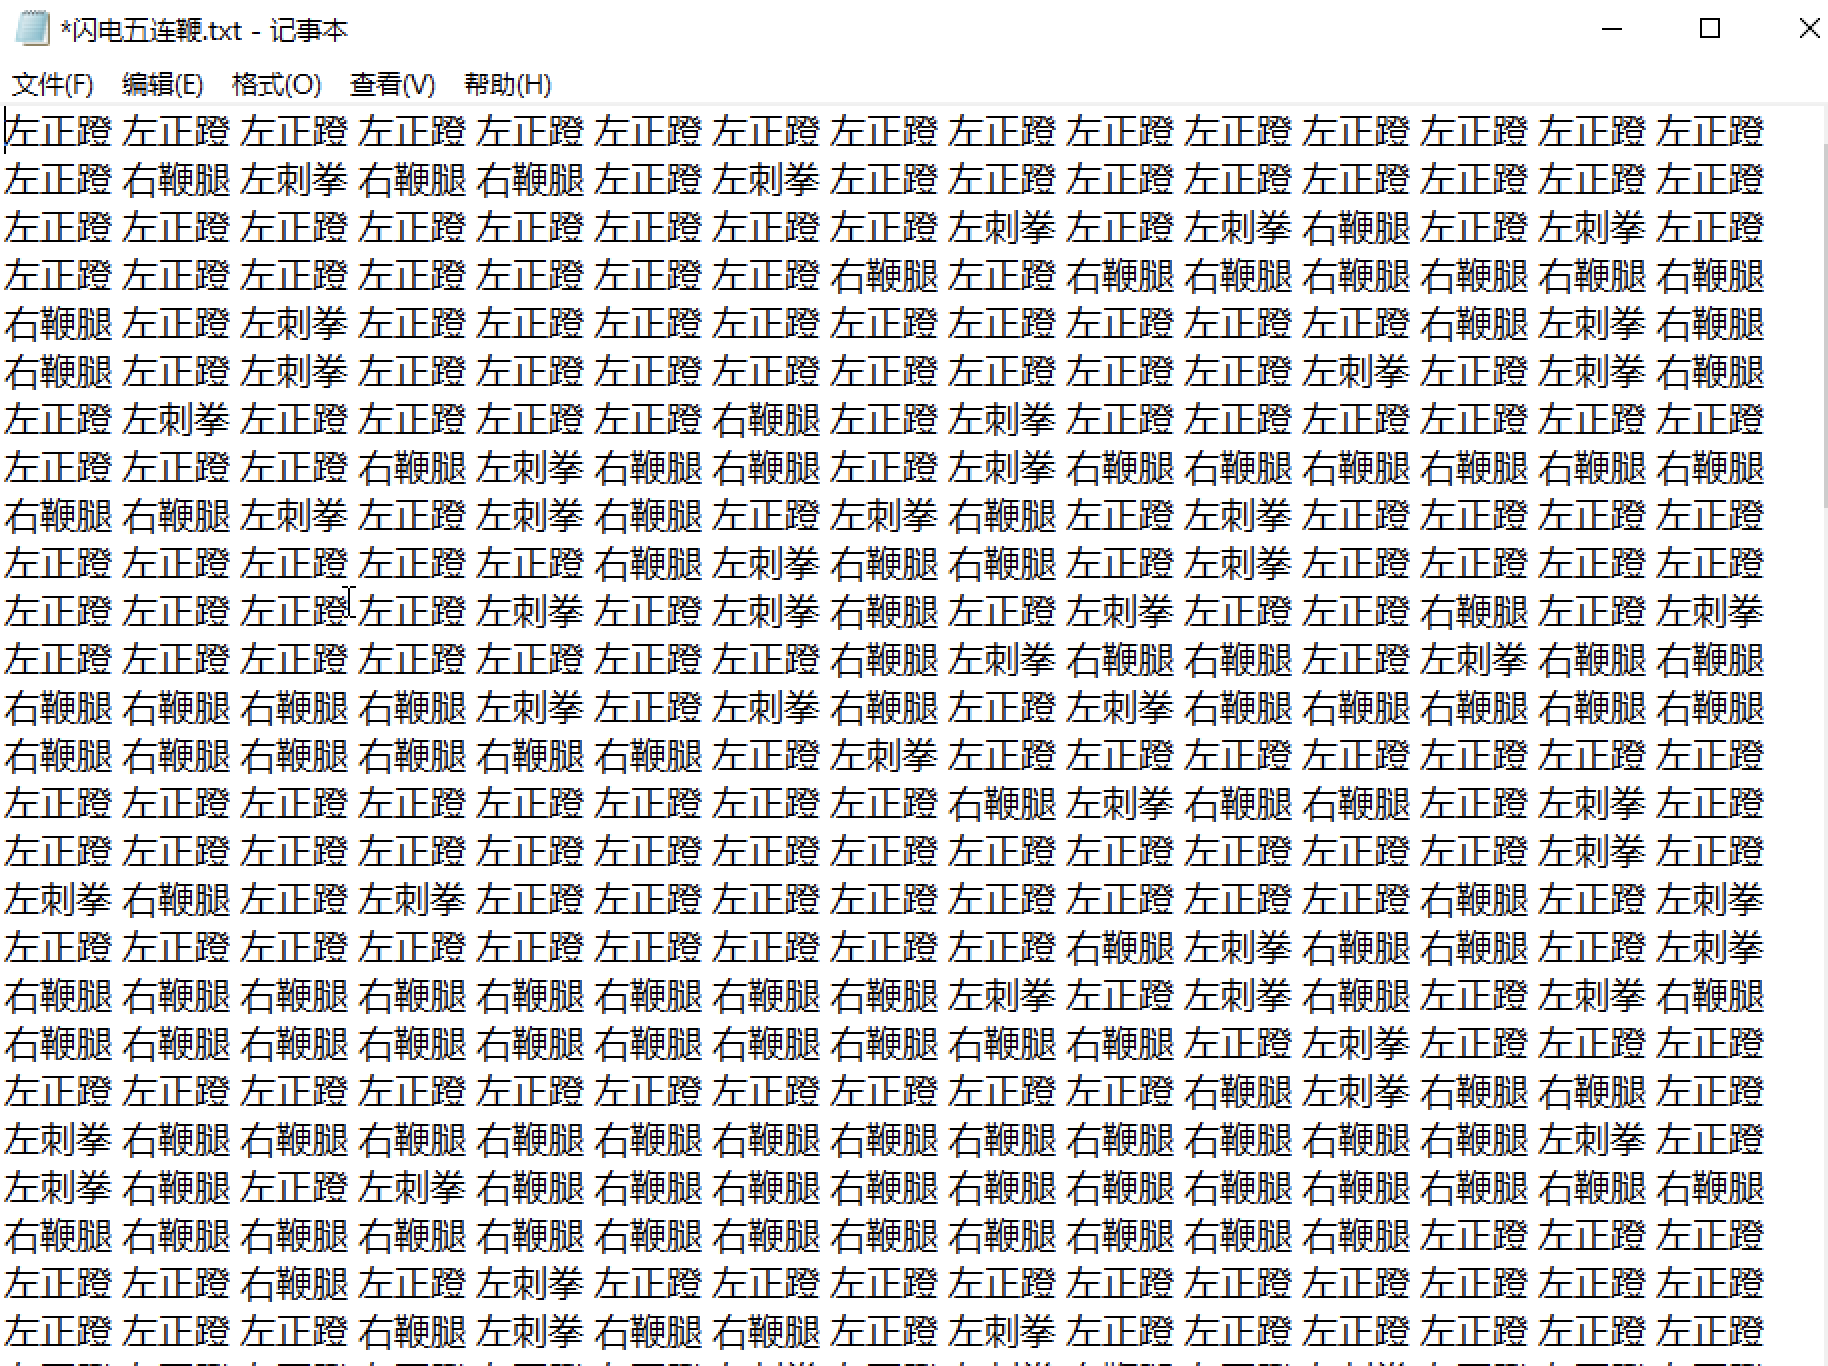 *闪电五连鞭.txt - 记事本
文件(F) 编辑(E) 格式(O) 查看(V) 帮助(H)
左正蹬 左正蹬 左正蹬 左正蹬 左正蹬 左正蹬 左正蹬 左正蹬 左正蹬 左正蹬 左正蹬 左正蹬 左正蹬 左正蹬 左正蹬
左正蹬 右鞭腿 左刺拳 右鞭腿 右鞭腿 左正蹬 左刺拳 左正蹬 左正蹬 左正蹬 左正蹬 左正蹬 左正蹬 左正蹬 左正蹬
左正蹬 左正蹬 左正蹬 左正蹬 左正蹬 左正蹬 左正蹬 左正蹬 左刺拳 左正蹬 左刺拳 右鞭腿 左正蹬 左刺拳 左正蹬
左正蹬 左正蹬 左正蹬 左正蹬 左正蹬 左正蹬 左正蹬 右鞭腿 左正蹬 右鞭腿 右鞭腿 右鞭腿 右鞭腿 右鞭腿 右鞭腿
右鞭腿 左正蹬 左刺拳 左正蹬 左正蹬 左正蹬 左正蹬 左正蹬 左正蹬 左正蹬 左正蹬 左正蹬 右鞭腿 左刺拳 右鞭腿
右鞭腿 左正蹬 左刺拳 左正蹬 左正蹬 左正蹬 左正蹬 左正蹬 左正蹬 左正蹬 左正蹬 左刺拳 左正蹬 左刺拳 右鞭腿
左正蹬 左刺拳 左正蹬 左正蹬 左正蹬 左正蹬 右鞭腿 左正蹬 左刺拳 左正蹬 左正蹬 左正蹬 左正蹬 左正蹬 左正蹬
左正蹬 左正蹬 左正蹬 右鞭腿 左刺拳 右鞭腿 右鞭腿 左正蹬 左刺拳 右鞭腿 右鞭腿 右鞭腿 右鞭腿 右鞭腿 右鞭腿
右鞭腿 右鞭腿 左刺拳 左正蹬 左刺拳 右鞭腿 左正蹬 左刺拳 右鞭腿 左正蹬 左刺拳 左正蹬 左正蹬 左正蹬 左正蹬
左正蹬 左正蹬 左正蹬 左正蹬 左正蹬 右鞭腿 左刺拳 右鞭腿 右鞭腿 左正蹬 左刺拳 左正蹬 左正蹬 左正蹬 左正蹬
左正蹬 左正蹬 左正蹬 左正蹬 左刺拳 左正蹬 左刺拳 右鞭腿 左正蹬 左刺拳 左正蹬 左正蹬 右鞭腿 左正蹬 左刺拳
左正蹬 左正蹬 左正蹬 左正蹬 左正蹬 左正蹬 左正蹬 右鞭腿 左刺拳 右鞭腿 右鞭腿 左正蹬 左刺拳 右鞭腿 右鞭腿
右鞭腿 右鞭腿 右鞭腿 右鞭腿 左刺拳 左正蹬 左刺拳 右鞭腿 左正蹬 左刺拳 右鞭腿 右鞭腿 右鞭腿 右鞭腿 右鞭腿
右鞭腿 右鞭腿 右鞭腿 右鞭腿 右鞭腿 右鞭腿 左正蹬 左刺拳 左正蹬 左正蹬 左正蹬 左正蹬 左正蹬 左正蹬 左正蹬
左正蹬 左正蹬 左正蹬 左正蹬 左正蹬 左正蹬 左正蹬 左正蹬 右鞭腿 左刺拳 右鞭腿 右鞭腿 左正蹬 左刺拳 左正蹬
左正蹬 左正蹬 左正蹬 左正蹬 左正蹬 左正蹬 左正蹬 左正蹬 左正蹬 左正蹬 左正蹬 左正蹬 左正蹬 左刺拳 左正蹬
左刺拳 右鞭腿 左正蹬 左刺拳 左正蹬 左正蹬 左正蹬 左正蹬 左正蹬 左正蹬 左正蹬 左正蹬 右鞭腿 左正蹬 左刺拳
左正蹬 左正蹬 左正蹬 左正蹬 左正蹬 左正蹬 左正蹬 左正蹬 左正蹬 右鞭腿 左刺拳 右鞭腿 右鞭腿 左正蹬 左刺拳
右鞭腿 右鞭腿 右鞭腿 右鞭腿 右鞭腿 右鞭腿 右鞭腿 右鞭腿 左刺拳 左正蹬 左刺拳 右鞭腿 左正蹬 左刺拳 右鞭腿
右鞭腿 右鞭腿 右鞭腿 右鞭腿 右鞭腿 右鞭腿 右鞭腿 右鞭腿 右鞭腿 右鞭腿 左正蹬 左刺拳 左正蹬 左正蹬 左正蹬
左正蹬 左正蹬 左正蹬 左正蹬 左正蹬 左正蹬 左正蹬 左正蹬 左正蹬 左正蹬 右鞭腿 左刺拳 右鞭腿 右鞭腿 左正蹬
左刺拳 右鞭腿 右鞭腿 右鞭腿 右鞭腿 右鞭腿 右鞭腿 右鞭腿 右鞭腿 右鞭腿 右鞭腿 右鞭腿 右鞭腿 左刺拳 左正蹬
左刺拳 右鞭腿 左正蹬 左刺拳 右鞭腿 右鞭腿 右鞭腿 右鞭腿 右鞭腿 右鞭腿 右鞭腿 右鞭腿 右鞭腿 右鞭腿 右鞭腿
右鞭腿 右鞭腿 右鞭腿 右鞭腿 右鞭腿 右鞭腿 右鞭腿 右鞭腿 右鞭腿 右鞭腿 右鞭腿 右鞭腿 左正蹬 左正蹬 左正蹬
左正蹬 左正蹬 右鞭腿 左正蹬 左刺拳 左正蹬 左正蹬 左正蹬 左正蹬 左正蹬 左正蹬 左正蹬 左正蹬 左正蹬 左正蹬
左正蹬 左正蹬 左正蹬 右鞭腿 左刺拳 右鞭腿 右鞭腿 左正蹬 左刺拳 左正蹬 左正蹬 左正蹬 左正蹬 左正蹬 左正蹬